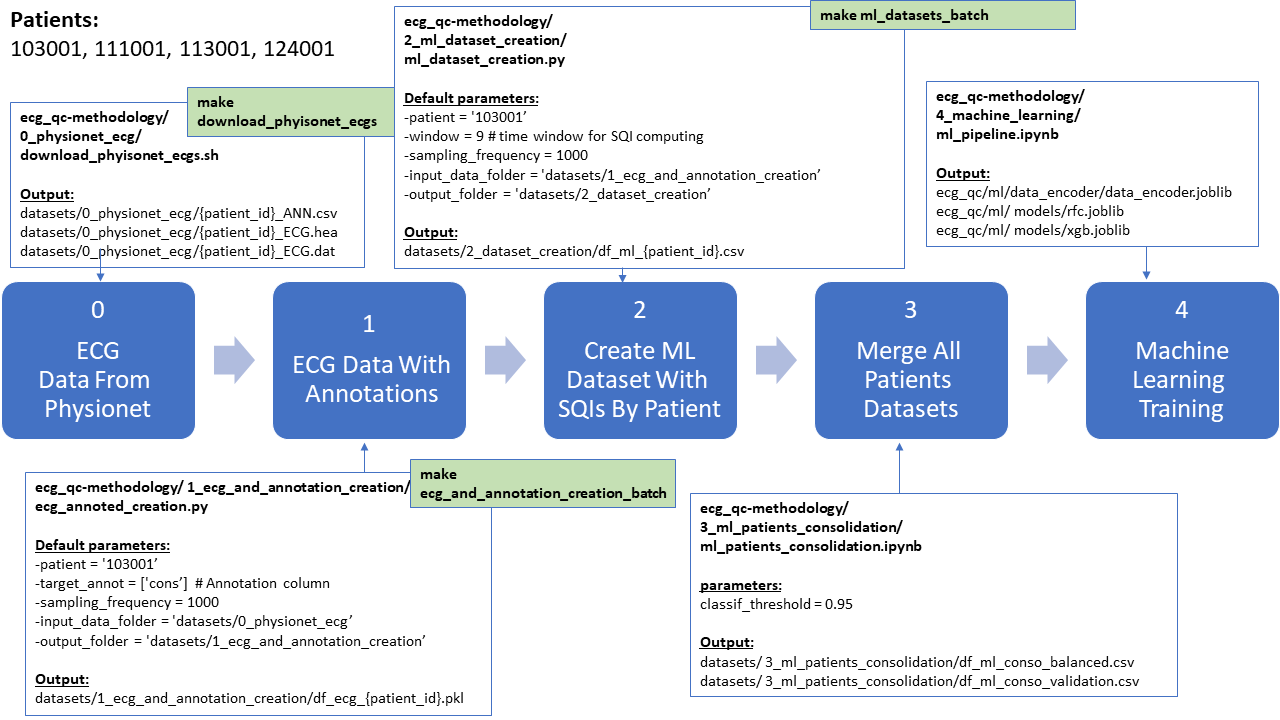 Patients:
103001, 111001, 113001, 124001
ecg_qc-methodology/
0_physionet_ecg/
download_phyisonet_ecgs.sh
Output:
datasets/0_physionet_ecg/{patient_id}_ANN.csv
datasets/0_physionet_ecg/{patient_id}_ECG.hea
datasets/0_physionet_ecg/{patient_id}_ECG.dat
make
download_phyisonet_ecgs
ecg_qc-methodology/
2_ml_dataset_creation/
ml_dataset_creation.py
Default parameters:
-patient = '103001’
-window = 9 # time window for SQI computing
-sampling_frequency = 1000
-input_data_folder = 'datasets/1_ecg_and_annotation_creation’
-output_folder = 'datasets/2_dataset_creation’
Output:
datasets/2_dataset_creation/df_ml_{patient_id}.csv
make ml_datasets_batch
ecg_qc-methodology/
4_machine_learning/
ml_pipeline.ipynb
Output:
ecg_qc/ml/data_encoder/data_encoder.joblib
ecg_qc/ml/ models/rfc.joblib
ecg_qc/ml/ models/xgb.joblib
0
ECG
Data From
Physionet
1
ECG Data With
Annotations
2
Create ML
Dataset With
SQIs By Patient
3
Merge All
Patients
Datasets
4
Machine
Learning
Training
ecg_qc-methodology/ 1_ecg_and_annotation_creation/
ecg_annoted_creation.py
Default parameters:
-patient = '103001’
-target_annot = ['cons’]  # Annotation column
-sampling_frequency = 1000
-input_data_folder = 'datasets/0_physionet_ecg’
-output_folder = 'datasets/1_ecg_and_annotation_creation’
Output:
datasets/1_ecg_and_annotation_creation/df_ecg_{patient_id}.pkl
make
ecg_and_annotation_creation_batch
ecg_qc-methodology/
3_ml_patients_consolidation/
ml_patients_consolidation.ipynb
parameters:
classif_threshold = 0.95
Output:
datasets/ 3_ml_patients_consolidation/df_ml_conso_balanced.csv
datasets/ 3_ml_patients_consolidation/df_ml_conso_validation.csv